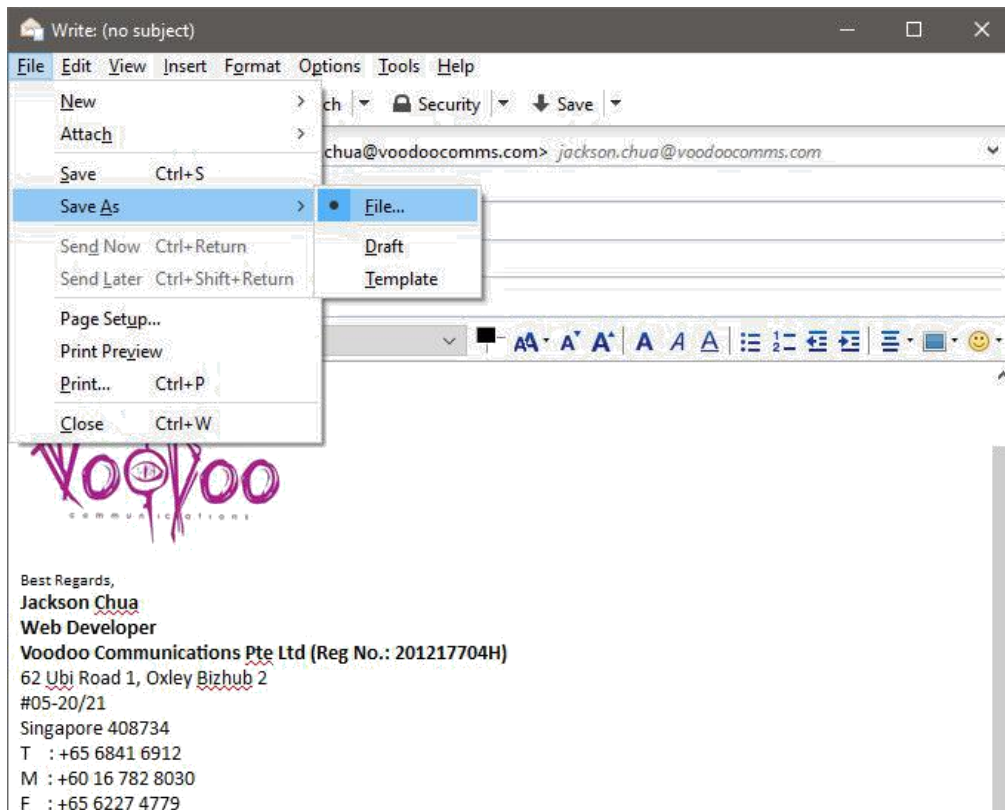 Write: (no subject)
File Edit View Insert Format Options Tools Help
New
ch Security Save
Attach
chua@voodoocomms.com> jackson.chua@voodoocomms.com
Save Ctrl+S
Save As File...
Send Now Ctrl+Return Draft
Send Later Ctrl+Shift+Return Template
Page Setup...
Print Preview
Print... Ctrl+P
Close Ctrl+W
VooDoo
communications
Best Regards,
Jackson Chua
Web Developer
Voodoo Communications Pte Ltd (Reg No.: 201217704H)
62 Ubi Road 1, Oxley Bizhub 2
#05-20/21
Singapore 408734
T : +65 6841 6912
M : +60 16 782 8030
F : +65 6227 4779